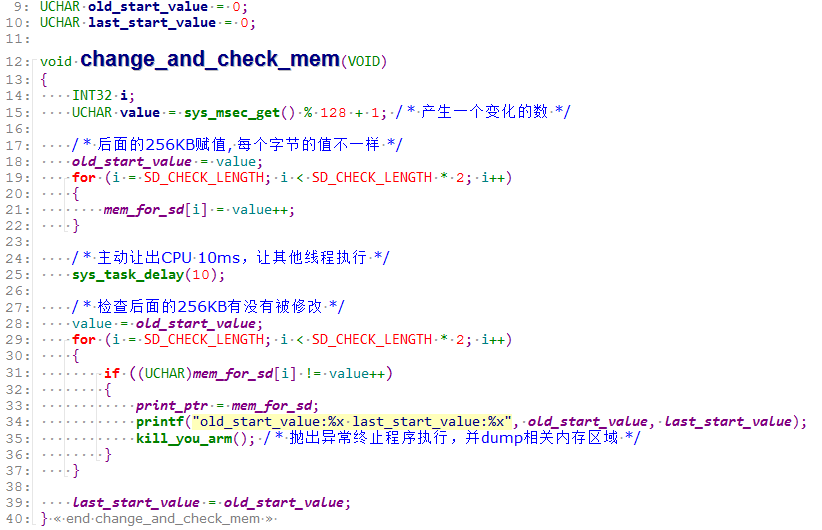 9: UCHAR old_start_value = 0;
10: UCHAR last_start_value = 0;
11:
12: void change_and_check_mem(VOID)
13: {
14: INT32 i;
15: UCHAR value = sys_msec_get() % 128 + 1; /* 产生一个变化的数 */
16:
17: /* 后面的256KB赋值, 每个字节的值不一样 */
18: old_start_value = value;
19: for (i = SD_CHECK_LENGTH; i < SD_CHECK_LENGTH * 2; i++)
20: {
21: mem_for_sd[i] = value++;
22: }
23:
24: /* 主动让出CPU 10ms，让其他线程执行 */
25: sys_task_delay(10);
26:
27: /* 检查后面的256KB有没有被修改 */
28: value = old_start_value;
29: for (i = SD_CHECK_LENGTH; i < SD_CHECK_LENGTH * 2; i++)
30: {
31: if ((UCHAR)mem_for_sd[i] != value++)
32: {
33: print_ptr = mem_for_sd;
34: printf("old_start_value:%x last_start_value:%x", old_start_value, last_start_value);
35: kill_you_arm(); /* 抛出异常终止程序执行，并dump相关内存区域 */
36: }
37: }
38:
39: last_start_value = old_start_value;
40: } « end change_and_check_mem »